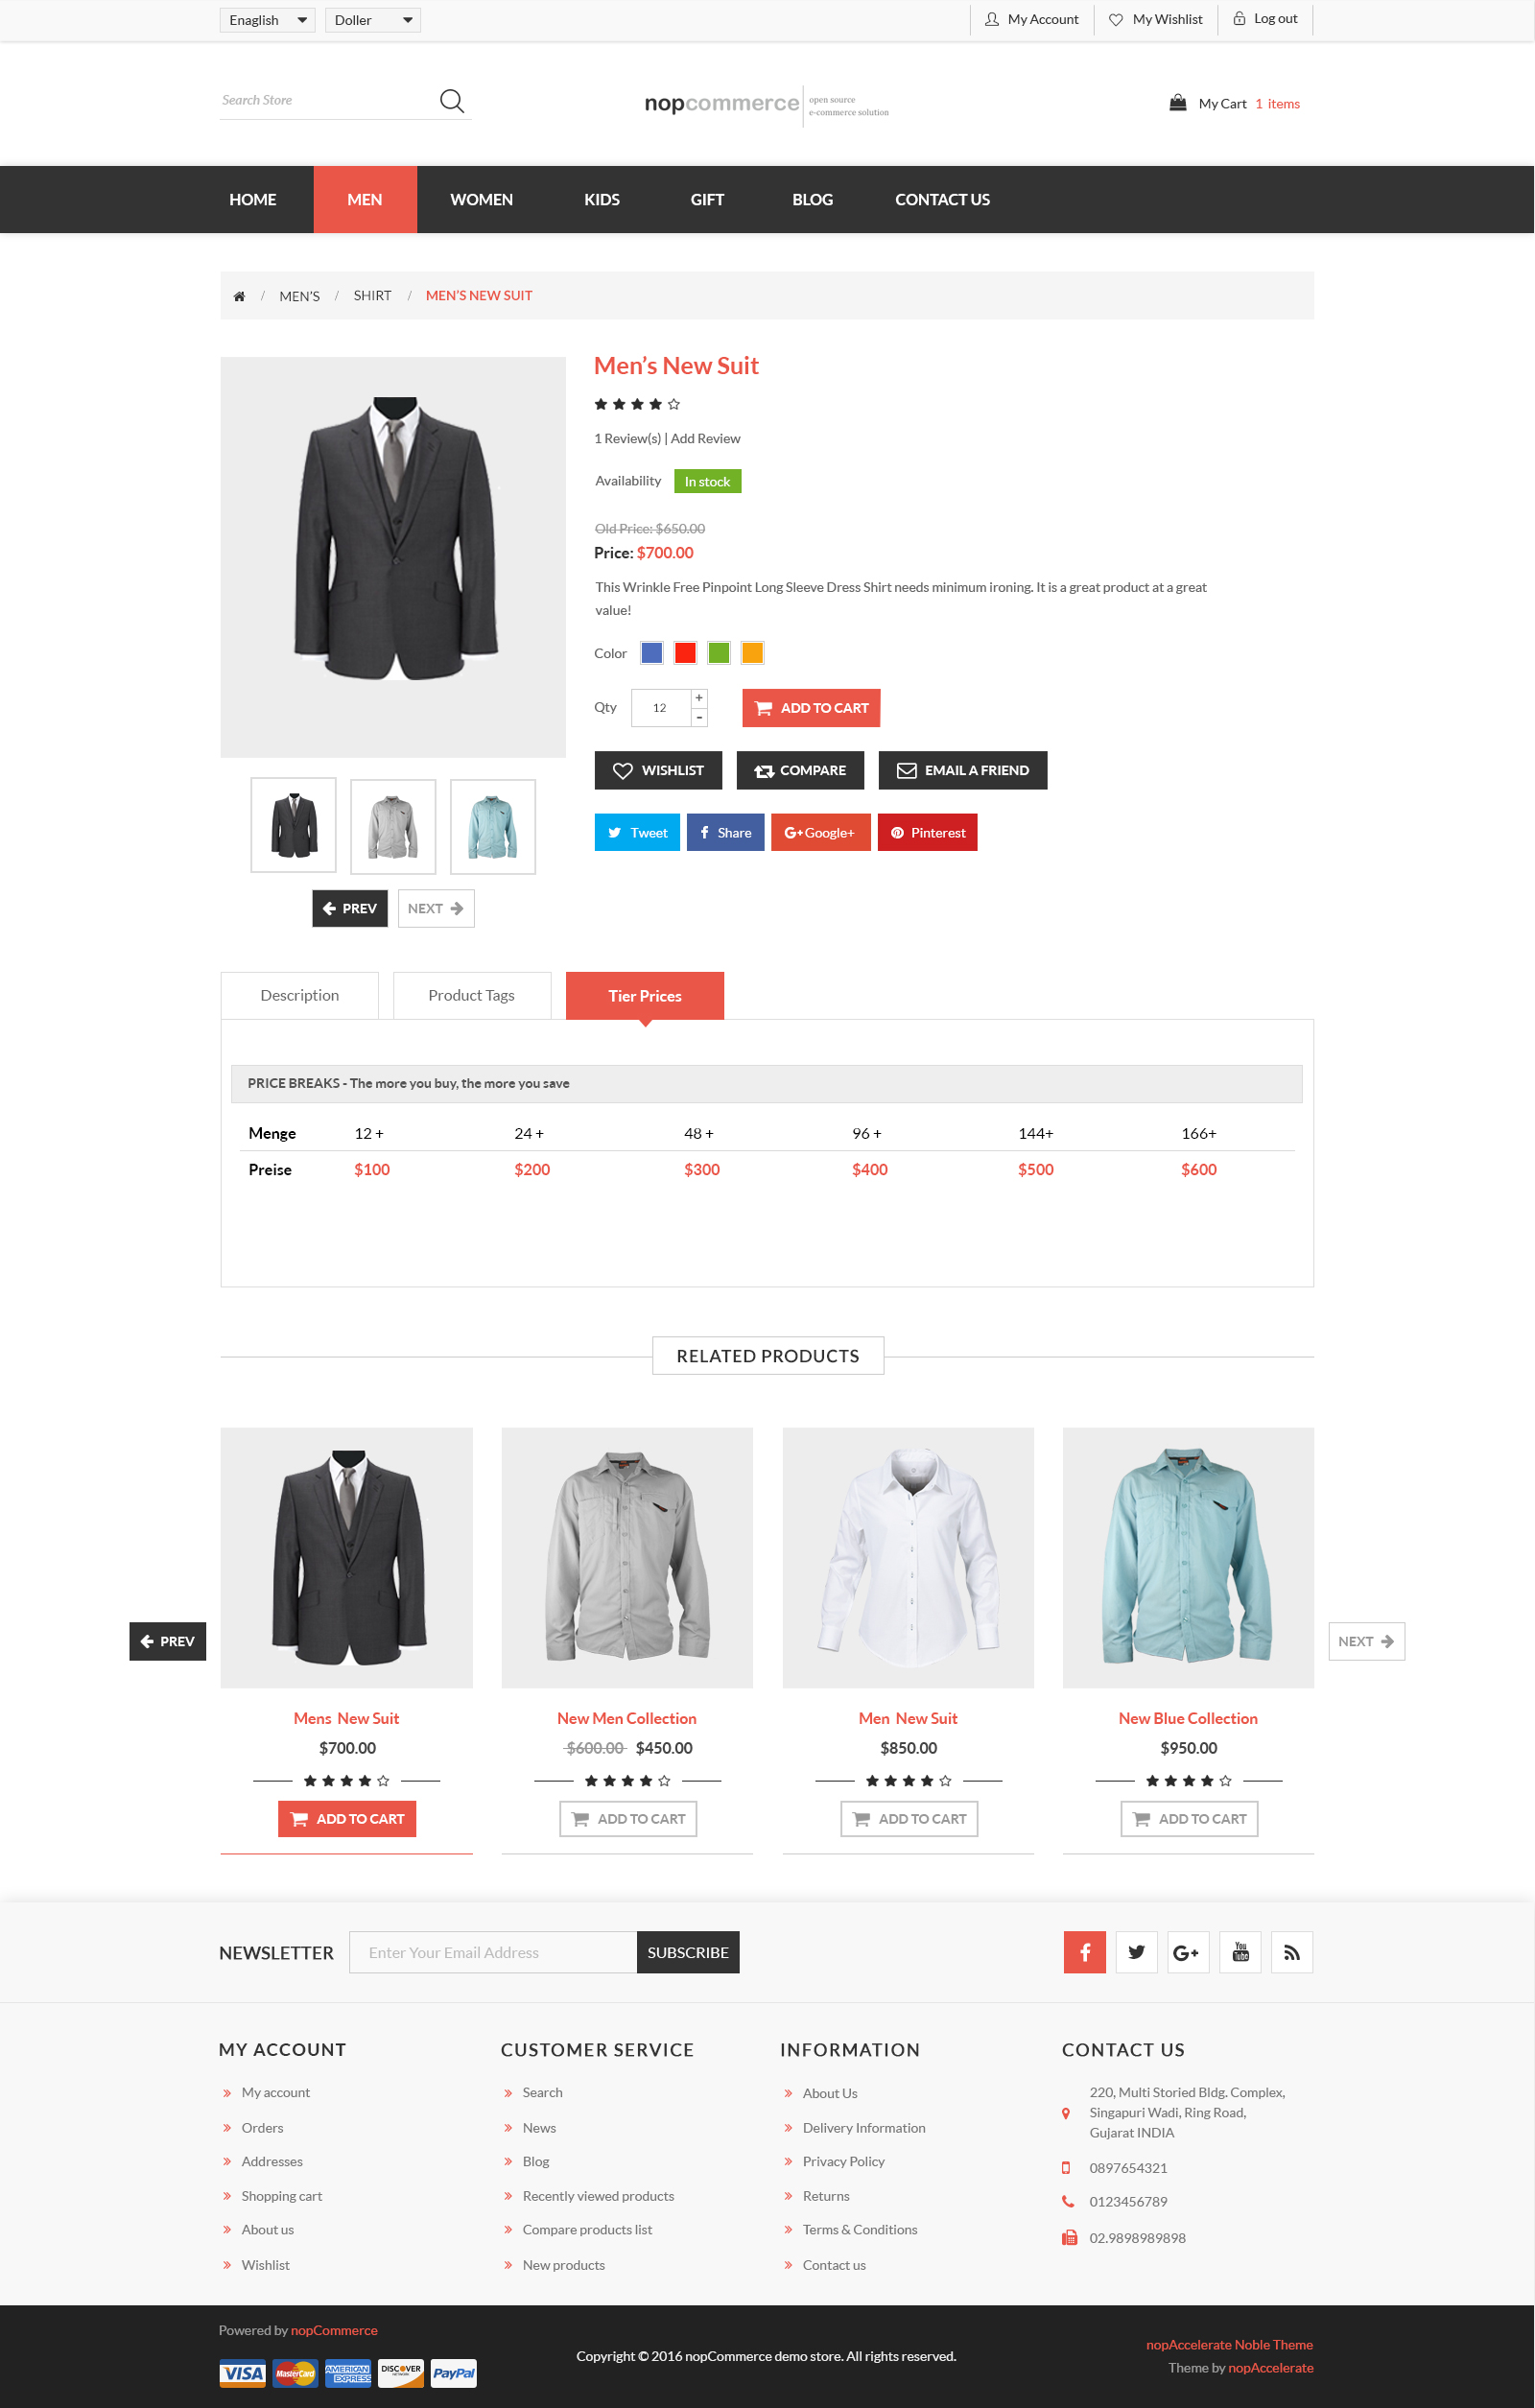 Enaglish Doller My Account My Wishlist Log out
Search Store
nopcommerce open source e-commerce solution
My Cart 1 items
HOME MEN WOMEN KIDS GIFT BLOG CONTACT US
/ MEN'S / SHIRT / MEN'S NEW SUIT
Men's New Suit
1 Review(s) | Add Review
Availability In stock
Old Price: $650.00
Price: $700.00
This Wrinkle Free Pinpoint Long Sleeve Dress Shirt needs minimum ironing. It is a great product at a great
value!
Color
Qty 12 + - ADD TO CART
WISHLIST COMPARE EMAIL A FRIEND
Tweet Share G+ Google+ Pinterest
PREV NEXT
Description Product Tags Tier Prices
PRICE BREAKS - The more you buy, the more you save
Menge 12 + 24 + 48 + 96 + 144+ 166+
Preise $100 $200 $300 $400 $500 $600
RELATED PRODUCTS
PREV NEXT
Mens New Suit New Men Collection Men New Suit New Blue Collection
$700.00 $600.00 $450.00 $850.00 $950.00
ADD TO CART ADD TO CART ADD TO CART ADD TO CART
NEWSLETTER Enter Your Email Address SUBSCRIBE G+ You Tube
MY ACCOUNT
My account
Orders
Addresses
Shopping cart
About us
Wishlist
CUSTOMER SERVICE
Search
News
Blog
Recently viewed products
Compare products list
New products
INFORMATION
About Us
Delivery Information
Privacy Policy
Returns
Terms & Conditions
Contact us
CONTACT US
220, Multi Storied Bldg. Complex,
Singapuri Wadi, Ring Road,
Gujarat INDIA
0897654321
0123456789
02.9898989898
Powered by nopCommerce
VISA MasterCard AMERICAN EXPRESS DISCOVER NETWORK PayPal
Copyright © 2016 nopCommerce demo store. All rights reserved.
nopAccelerate Noble Theme
Theme by nopAccelerate